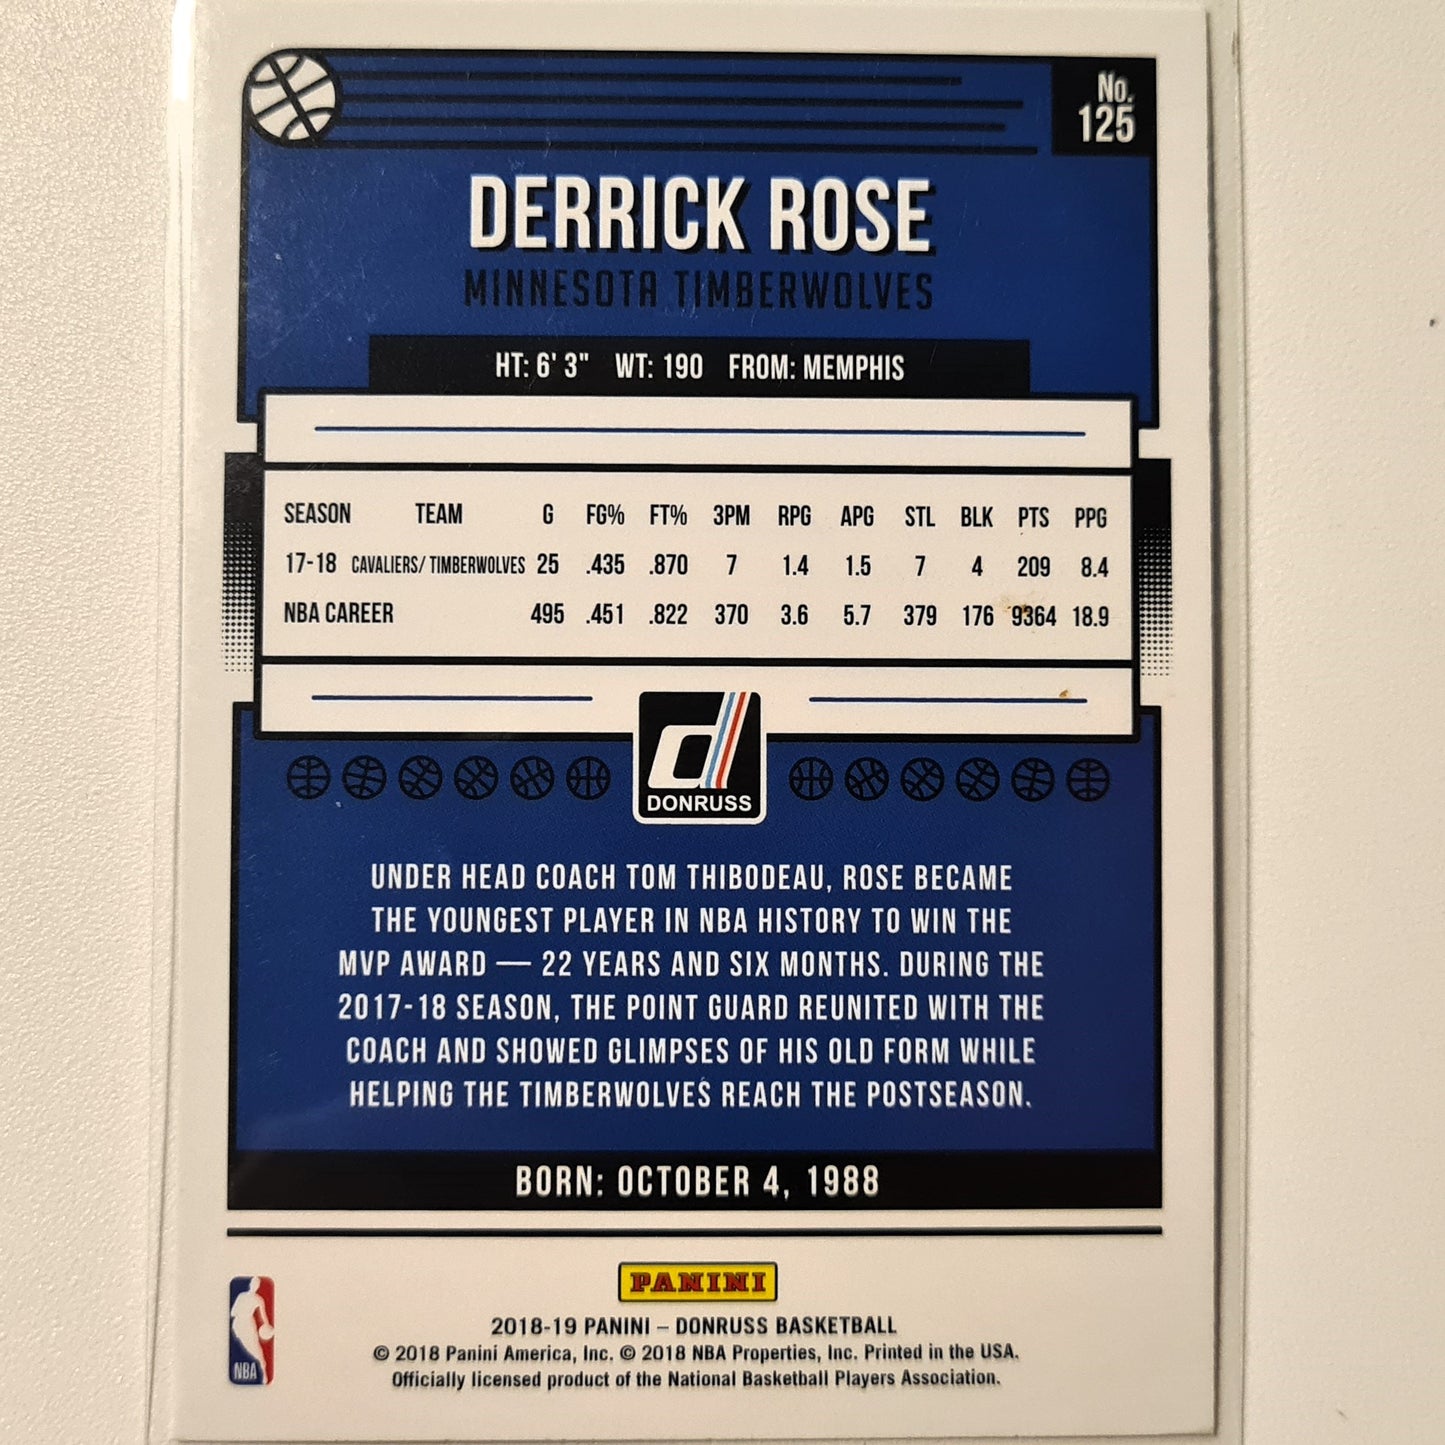 No.
125
DERRICK ROSE
MINNESOTA TIMBERWOLVES
HT: 6' 3" WT: 190 FROM: MEMPHIS
SEASON TEAM G FG% FT% 3PM RPG APG STL BLK PTS PPG
17-18 CAVALIERS/ TIMBERWOLVES 25 .435 .870 7 1.4 1.5 7 4 209 8.4
NBA CAREER 495 .451 .822 370 3.6 5.7 379 176 9364 18.9
d
DONRUSS
UNDER HEAD COACH TOM THIBODEAU, ROSE BECAME
THE YOUNGEST PLAYER IN NBA HISTORY TO WIN THE
MVP AWARD — 22 YEARS AND SIX MONTHS. DURING THE
2017-18 SEASON, THE POINT GUARD REUNITED WITH THE
COACH AND SHOWED GLIMPSES OF HIS OLD FORM WHILE
HELPING THE TIMBERWOLVES REACH THE POSTSEASON.
BORN: OCTOBER 4, 1988
PANINI
NBA
2018-19 PANINI – DONRUSS BASKETBALL
© 2018 Panini America, Inc. © 2018 NBA Properties, Inc. Printed in the USA.
Officially licensed product of the National Basketball Players Association.